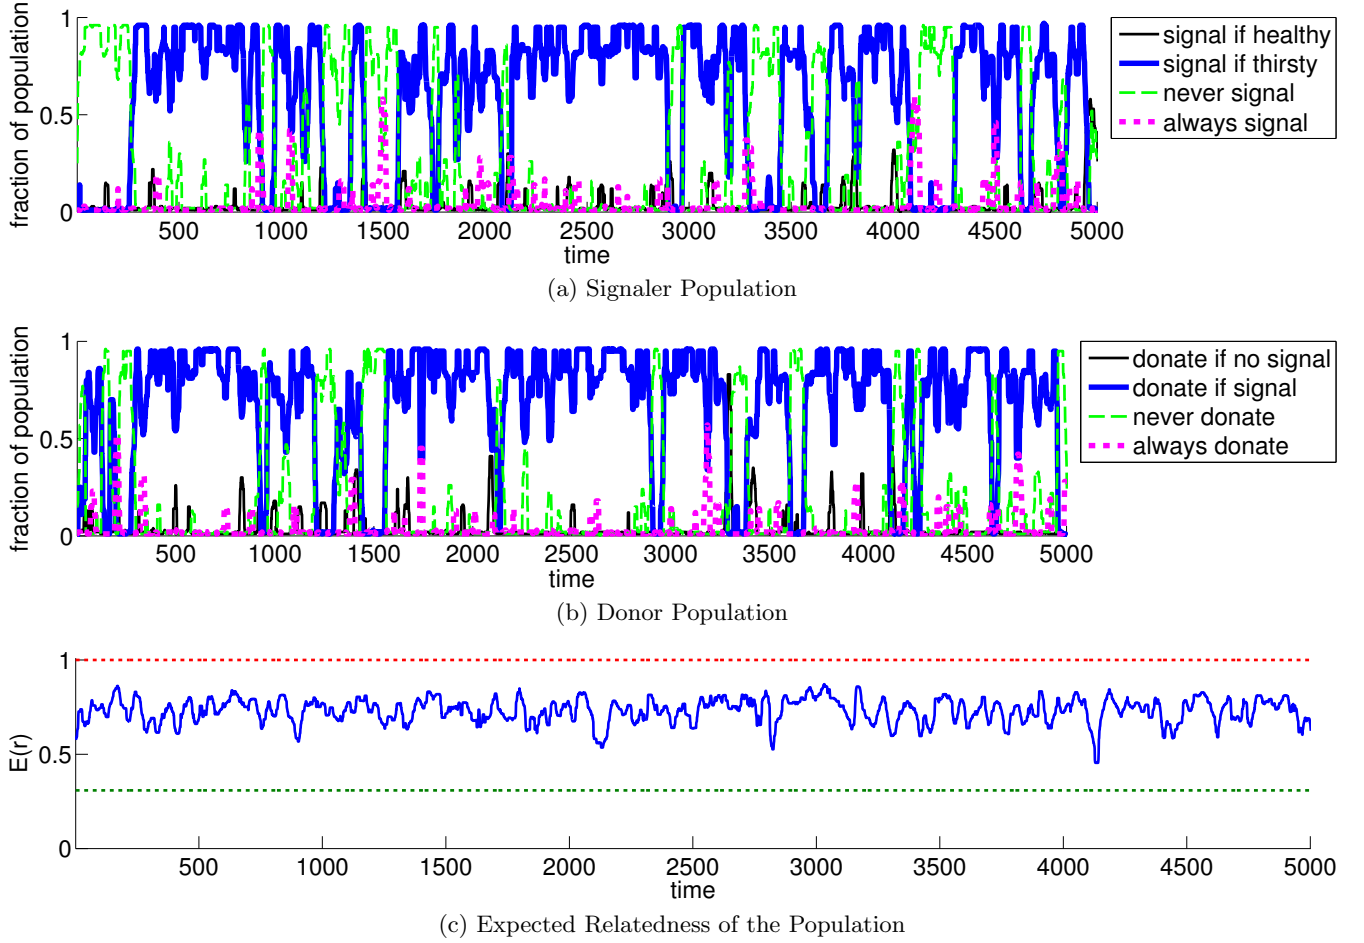 fraction of population
1
0.5
0
500 1000 1500 2000 2500 3000 3500 4000 4500 5000
time
signal if healthy
signal if thirsty
never signal
always signal
(a) Signaler Population
fraction of population
1
0.5
0
500 1000 1500 2000 2500 3000 3500 4000 4500 5000
time
donate if no signal
donate if signal
never donate
always donate
(b) Donor Population
E(r)
1
0.5
0
500 1000 1500 2000 2500 3000 3500 4000 4500 5000
time
(c) Expected Relatedness of the Population